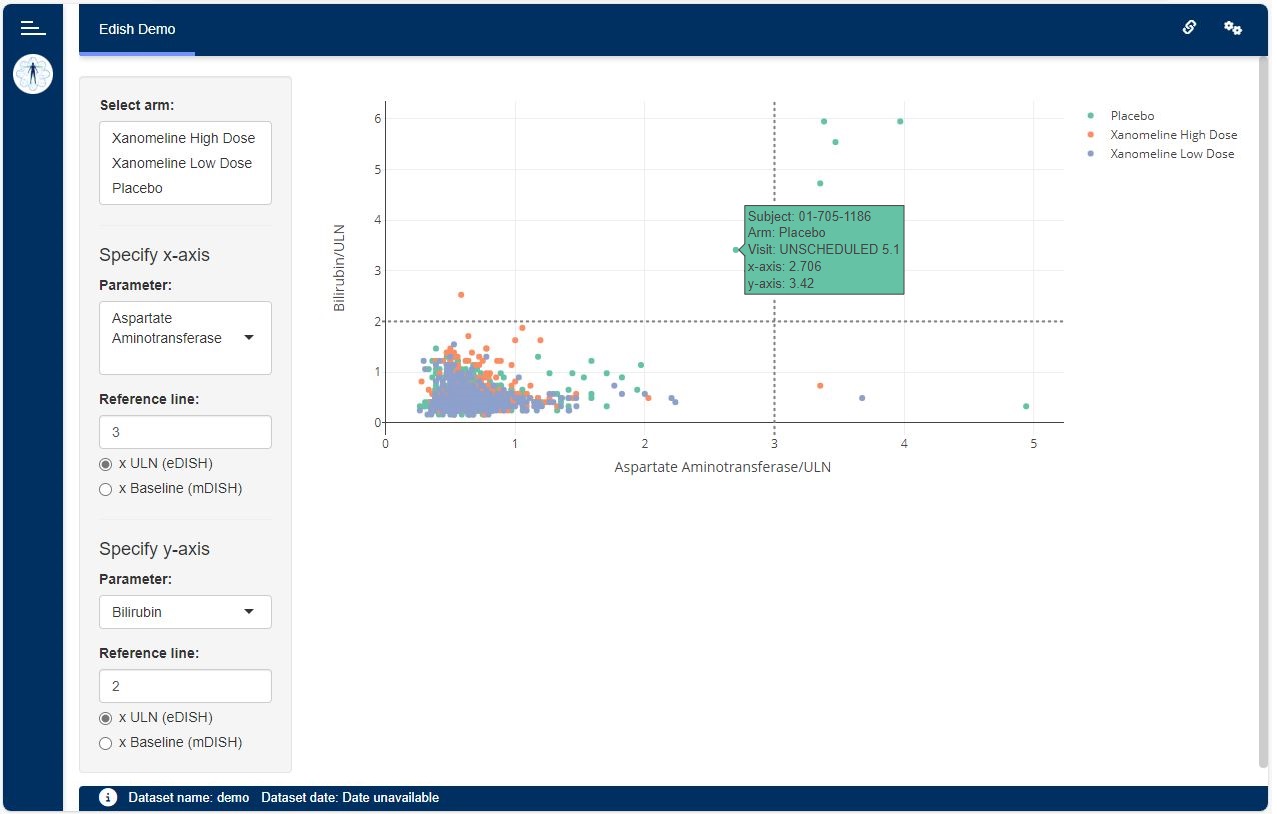 Edish Demo
Select arm:
Xanomeline High Dose
Xanomeline Low Dose
Placebo
Specify x-axis
Parameter:
Aspartate
Aminotransferase
Reference line:
3
x ULN (eDISH)
x Baseline (mDISH)
Specify y-axis
Parameter:
Bilirubin
Reference line:
2
x ULN (eDISH)
x Baseline (mDISH)
Bilirubin/ULN
6
5
4
3
2
1
0
0 1 2 3 4 5
Aspartate Aminotransferase/ULN
Subject: 01-705-1186
Arm: Placebo
Visit: UNSCHEDULED 5.1
x-axis: 2.706
y-axis: 3.42
Placebo
Xanomeline High Dose
Xanomeline Low Dose
Dataset name: demo Dataset date: Date unavailable